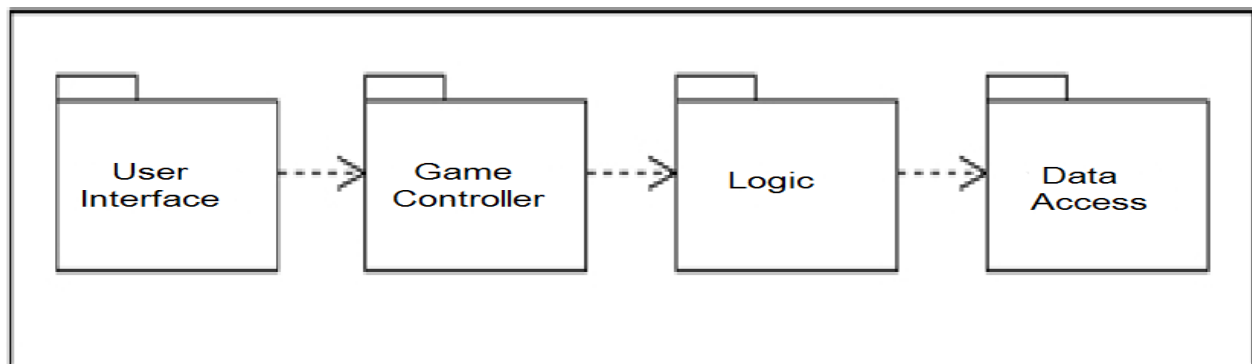 User
Interface
Game
Controller
Logic
Data
Access